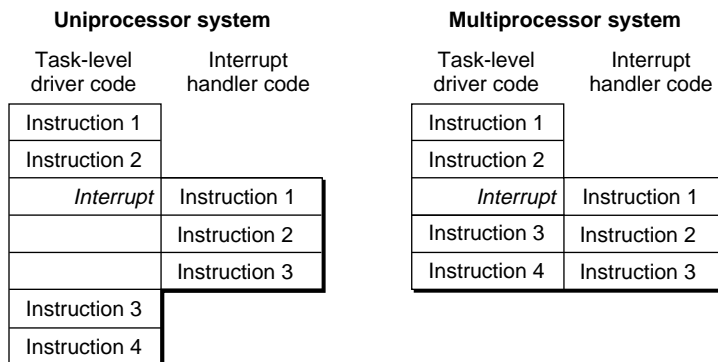 Uniprocessor system
Task-level
driver code
Interrupt
handler code
Instruction 1
Instruction 2
Interrupt Instruction 1
Instruction 2
Instruction 3
Instruction 3
Instruction 4
Multiprocessor system
Task-level
driver code
Interrupt
handler code
Instruction 1
Instruction 2
Interrupt Instruction 1
Instruction 3 Instruction 2
Instruction 4 Instruction 3